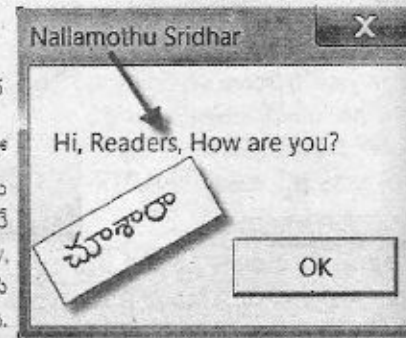 Nallamothu Sridhar
X
Hi, Readers, How are you?
చూశారా
OK